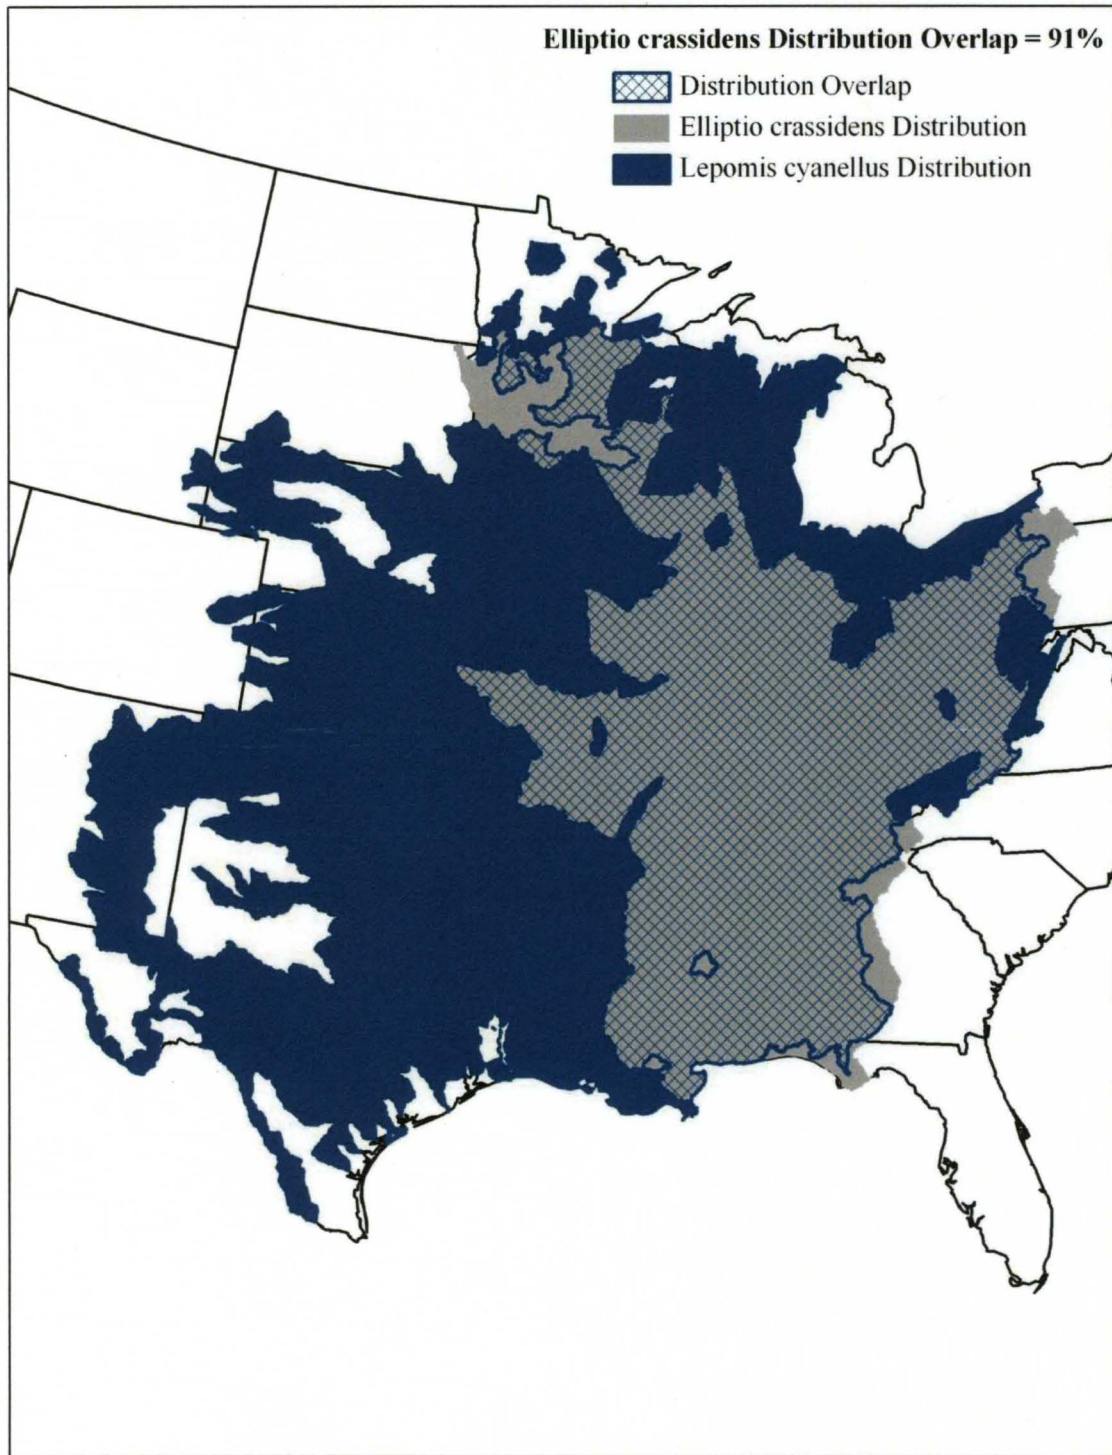 Elliptio crassidens Distribution Overlap = 91%
Distribution Overlap
Elliptio crassidens Distribution
Lepomis cyanellus Distribution